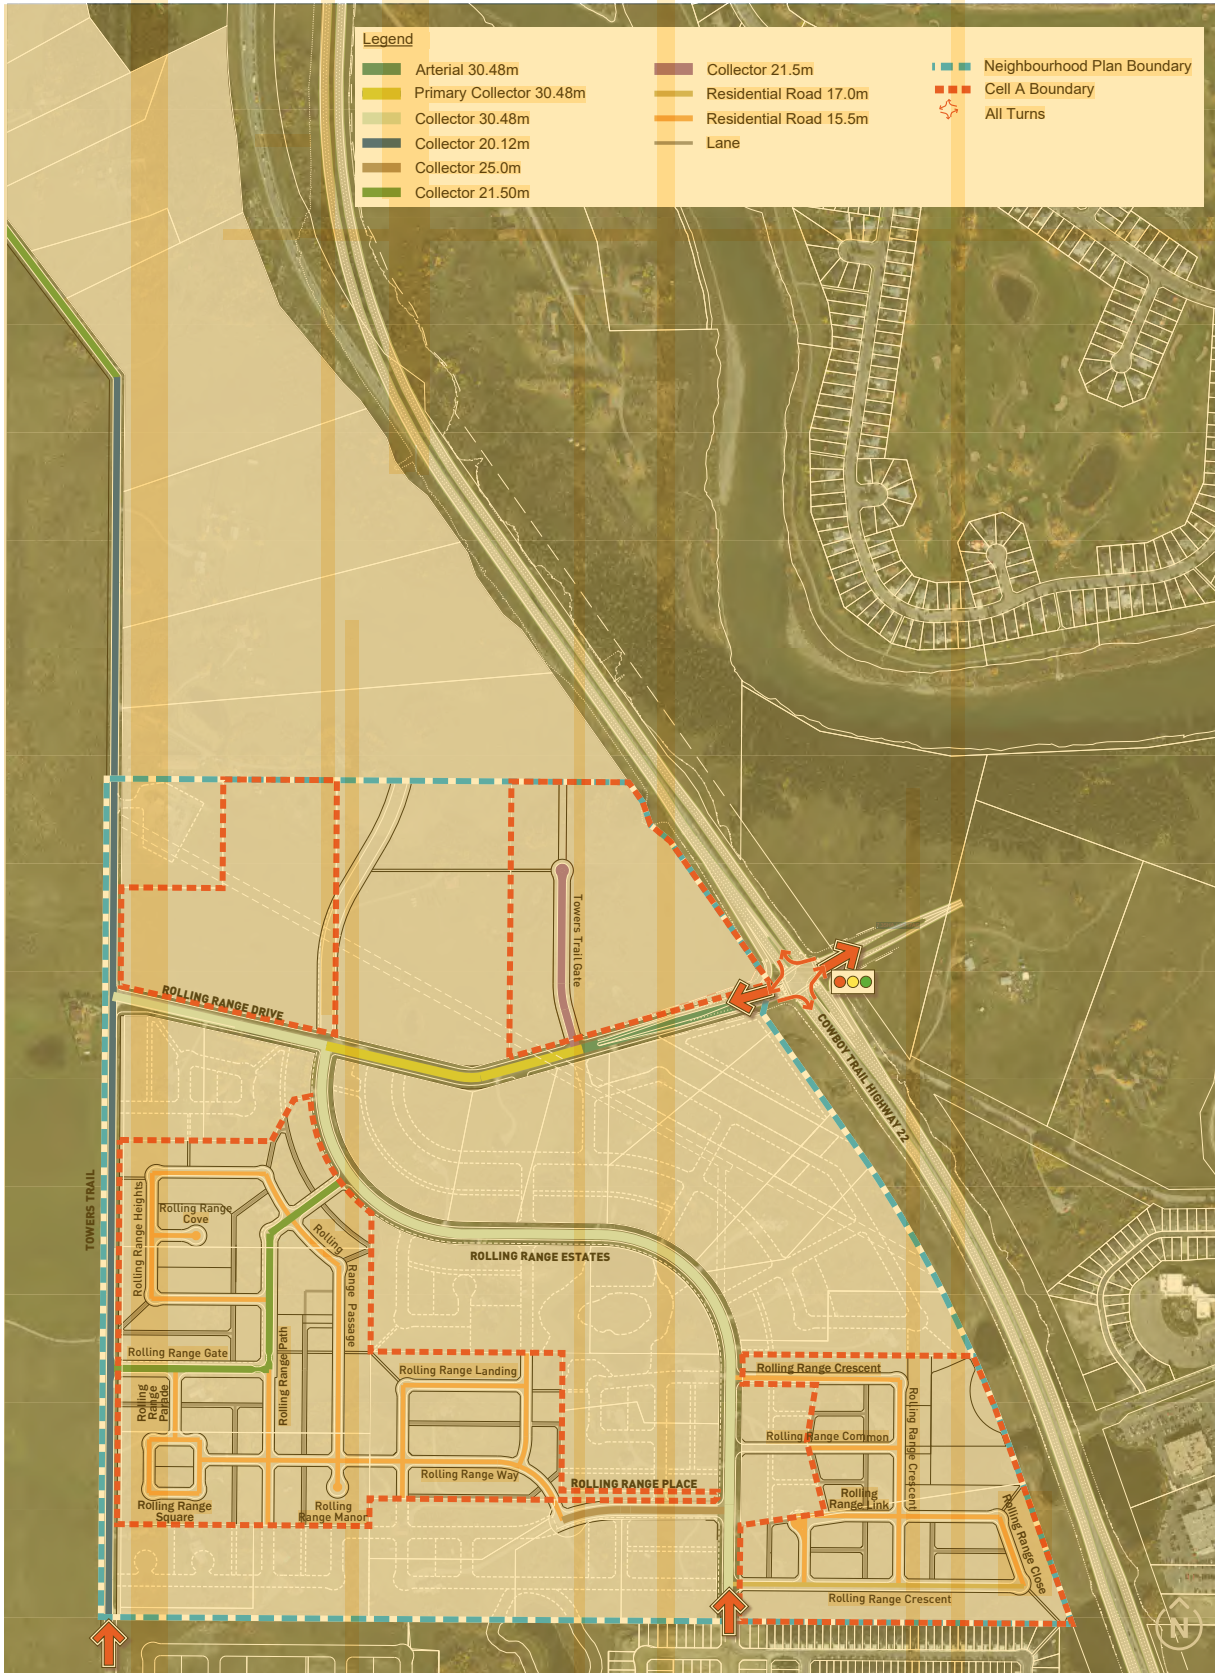 Legend
Arterial 30.48m
Primary Collector 30.48m
Collector 30.48m
Collector 20.12m
Collector 25.0m
Collector 21.50m
Collector 21.5m
Residential Road 17.0m
Residential Road 15.5m
Lane
Neighbourhood Plan Boundary
Cell A Boundary
All Turns
Towers Trail Gate
ROLLING RANGE DRIVE
COWBOY TRAIL HIGHWAY 22
TOWERS TRAIL
Rolling Range Heights
Rolling Range
Cove
Rolling
Range Passage
ROLLING RANGE ESTATES
Rolling Range Gate
Rolling Range Path
Rolling
Range
Parade
Rolling Range Landing
Rolling Range Crescent
Rolling Range Crescent
Rolling Range Common
Rolling Range Way
ROLLING RANGE PLACE
Rolling
Range Link
Rolling Range
Square
Rolling
Range Manor
Rolling Range Close
Rolling Range Crescent
N